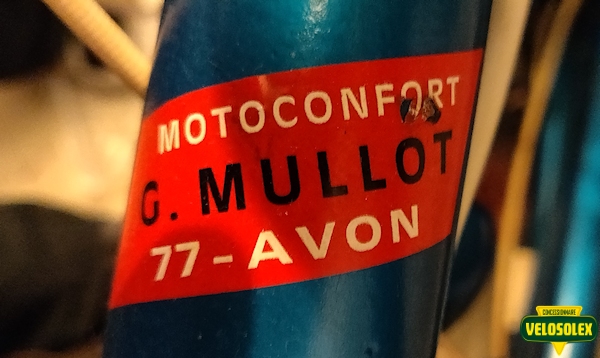 MOTOCONFORT
G. MULLOT
77-AVON
CONCESSIONNAIRE
VELOSOLEX